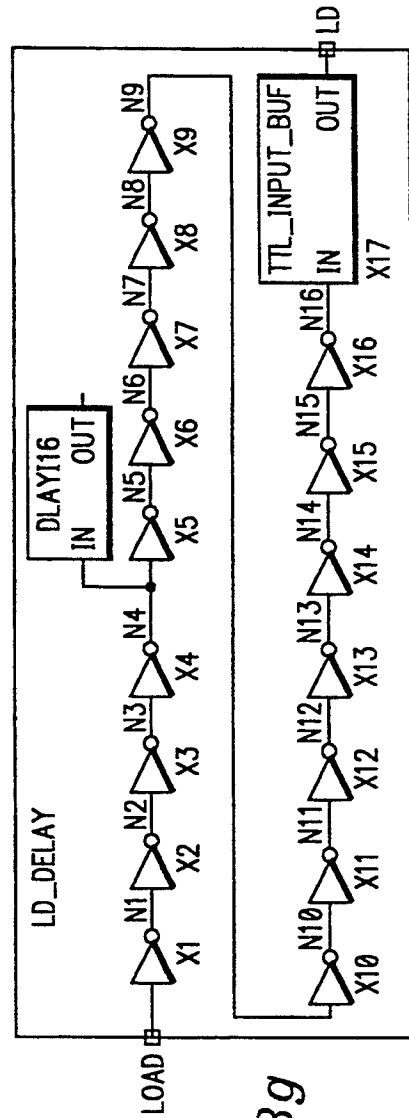 LD_DELAY
DLAYI16
IN OUT
N1 N2 N3 N4 N5 N6 N7 N8 N9
LOAD
X1 X2 X3 X4 X5 X6 X7 X8 X9
TTL_INPUT_BUF
IN OUT
LD
N10 N11 N12 N13 N14 N15 N16
X10 X11 X12 X13 X14 X15 X16 X17